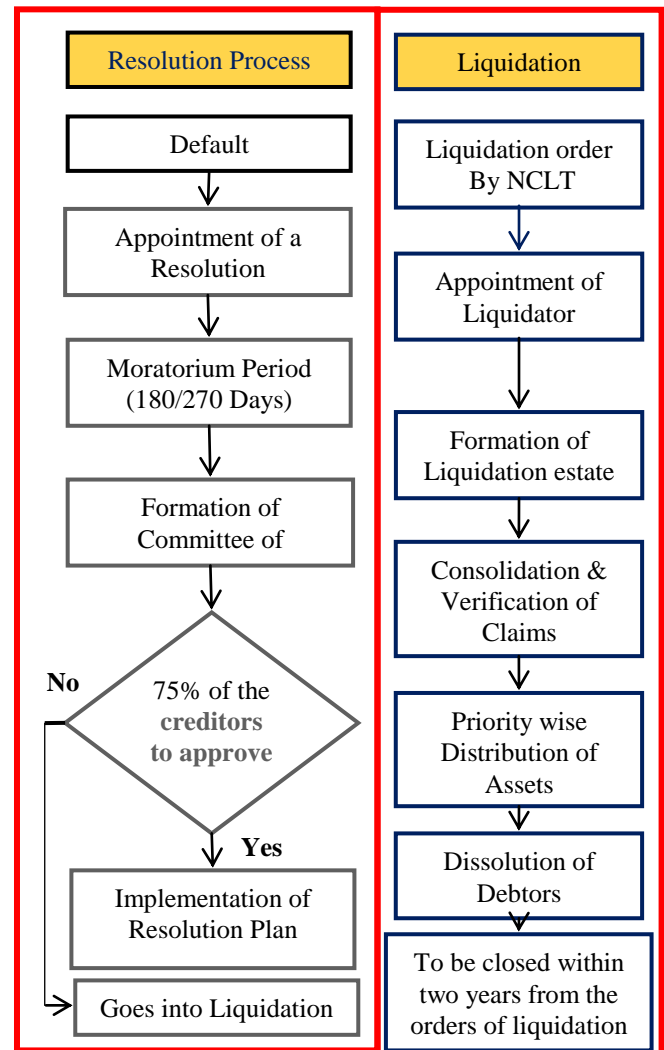 Resolution Process
Default
Appointment of a
Resolution
Moratorium Period
(180/270 Days)
Formation of
Committee of
No
75% of the
creditors
to approve
Yes
Implementation of
Resolution Plan
Goes into Liquidation
Liquidation
Liquidation order
By NCLT
Appointment of
Liquidator
Formation of
Liquidation estate
Consolidation &
Verification of
Claims
Priority wise
Distribution of
Assets
Dissolution of
Debtors
To be closed within
two years from the
orders of liquidation